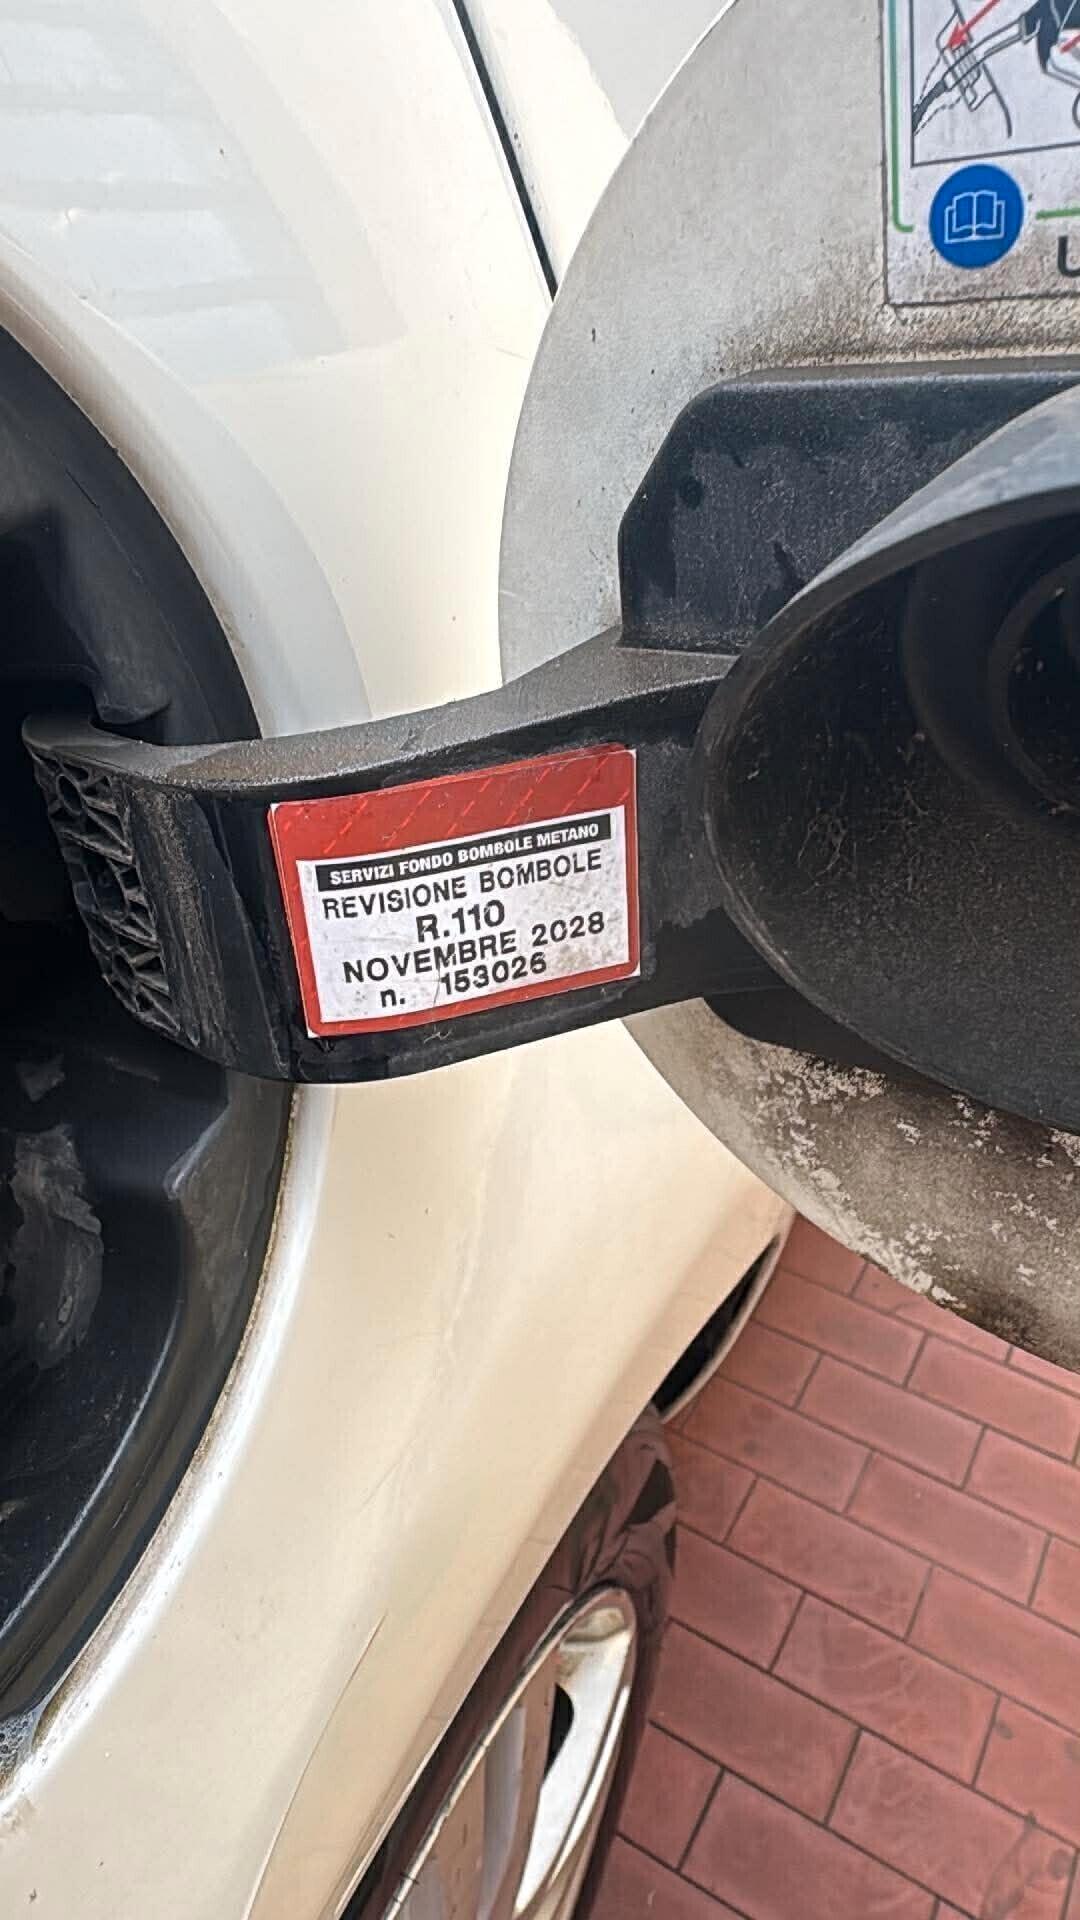 SERVIZI FONDO BOMBOLE METANO
REVISIONE BOMBOLE
R.110
NOVEMBRE 2028
n. 153026